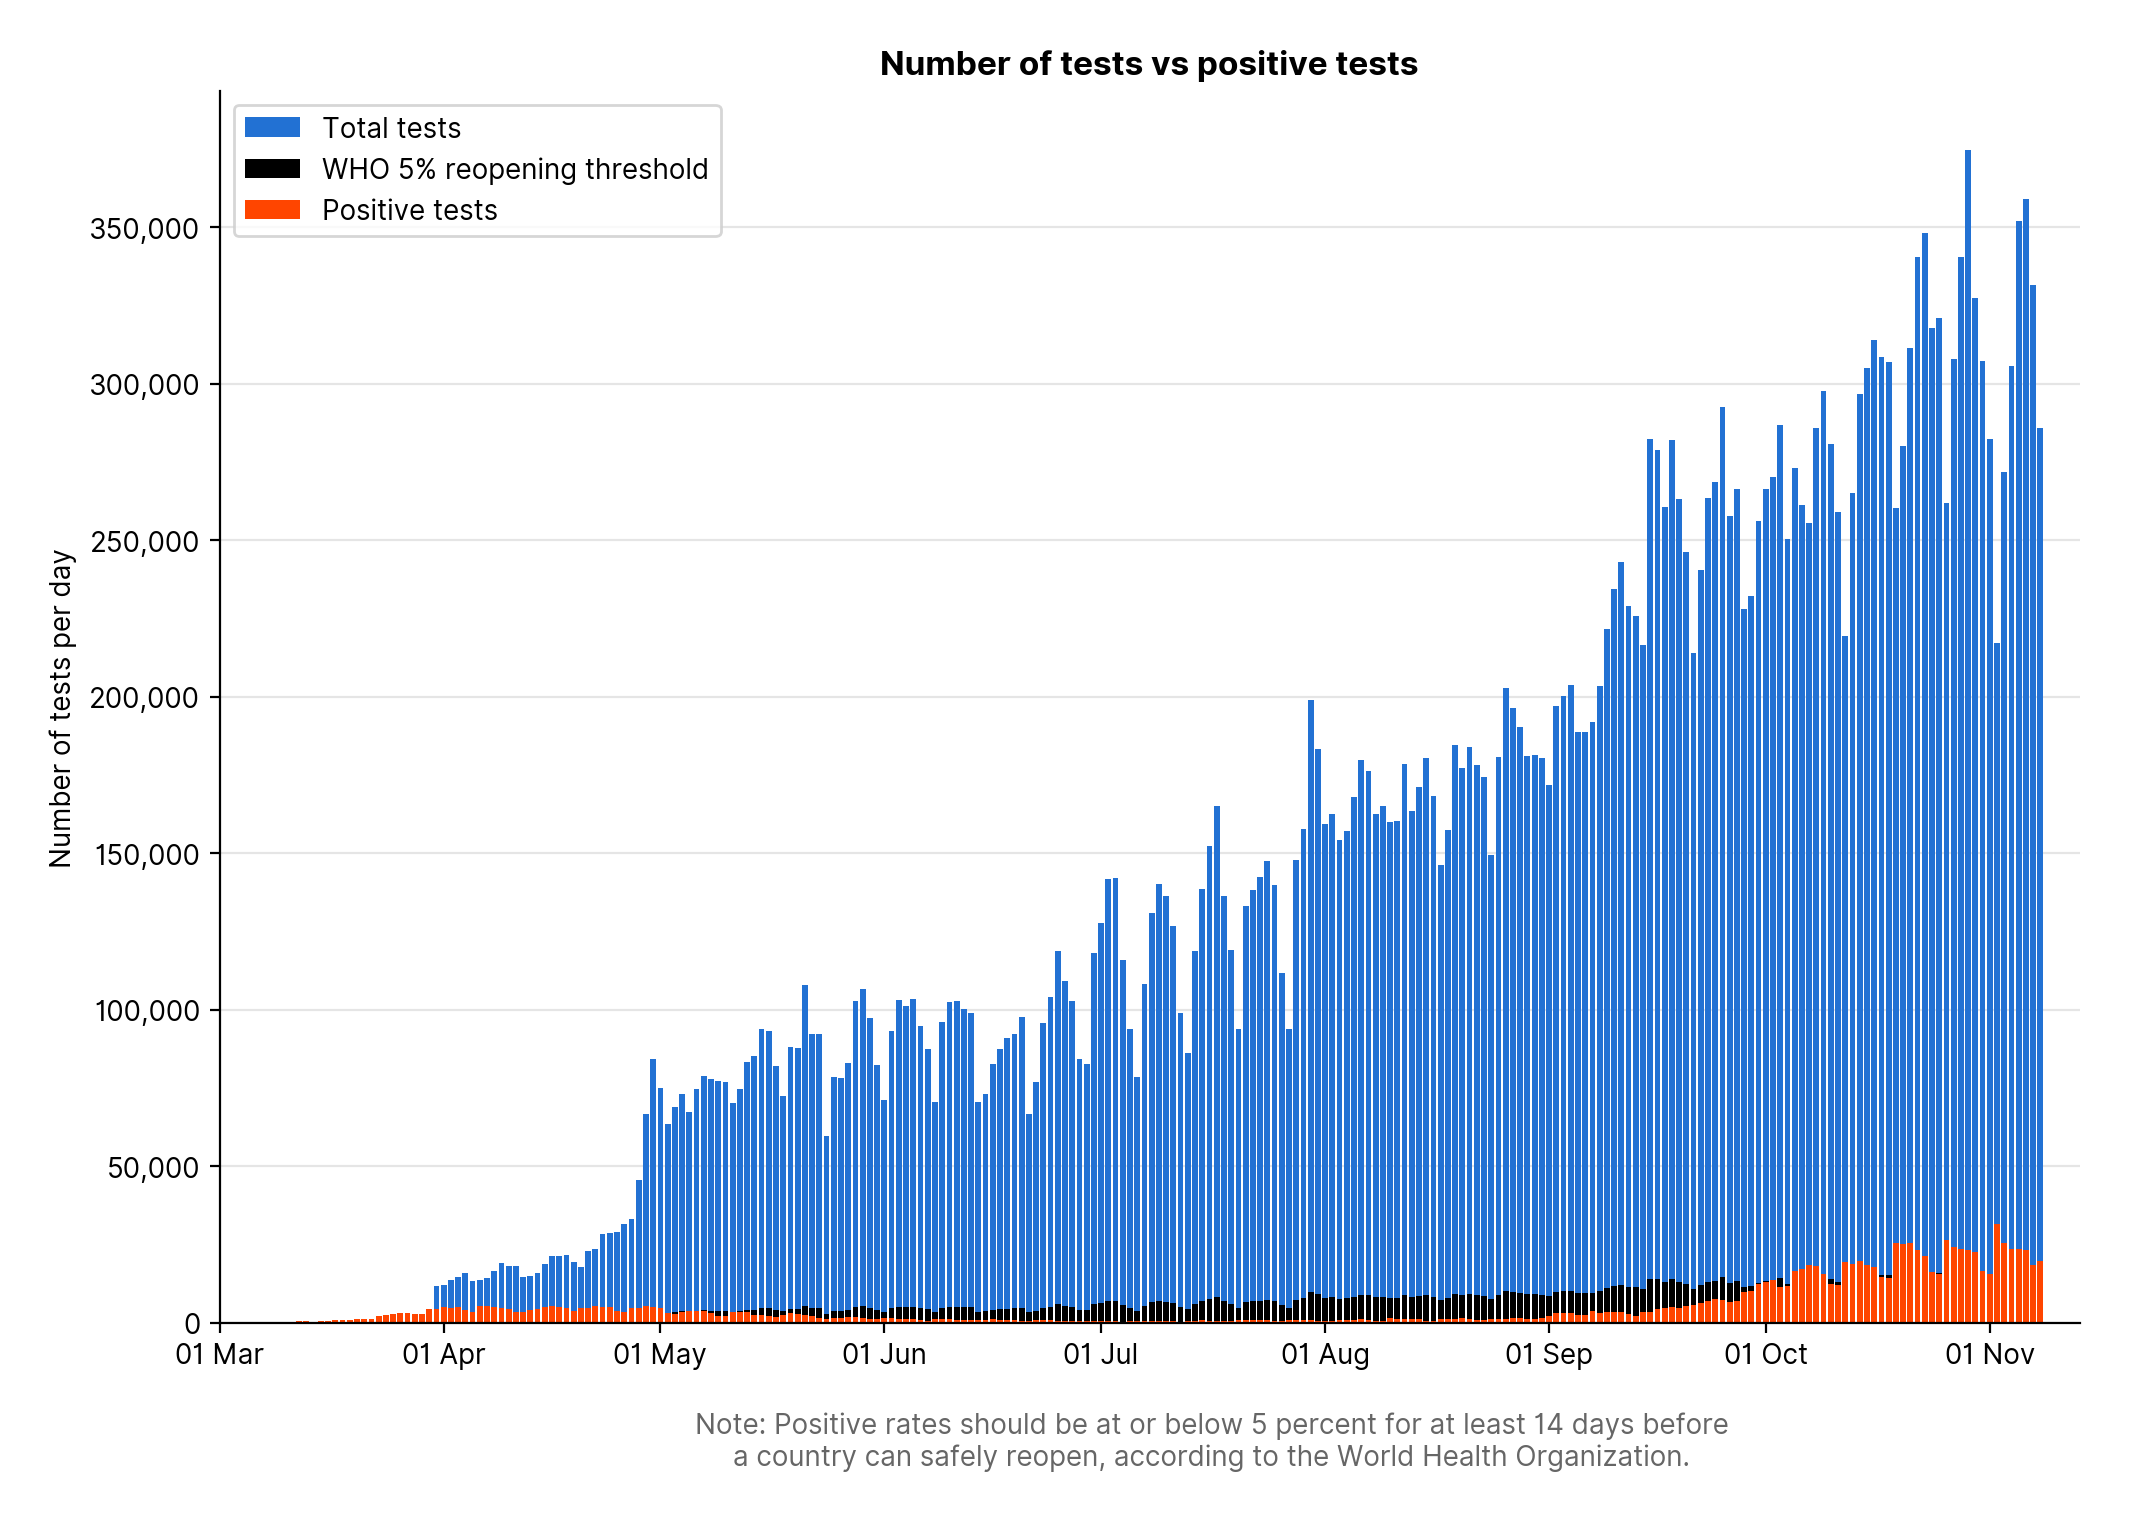 Number of tests vs positive tests
Total tests
WHO 5% reopening threshold
Positive tests
Number of tests per day
350,000
300,000
250,000
200,000
150,000
100,000
50,000
0
01 Mar
01 Apr
01 May
01 Jun
01 Jul
01 Aug
01 Sep
01 Oct
01 Nov
Note: Positive rates should be at or below 5 percent for at least 14 days before
a country can safely reopen, according to the World Health Organization.